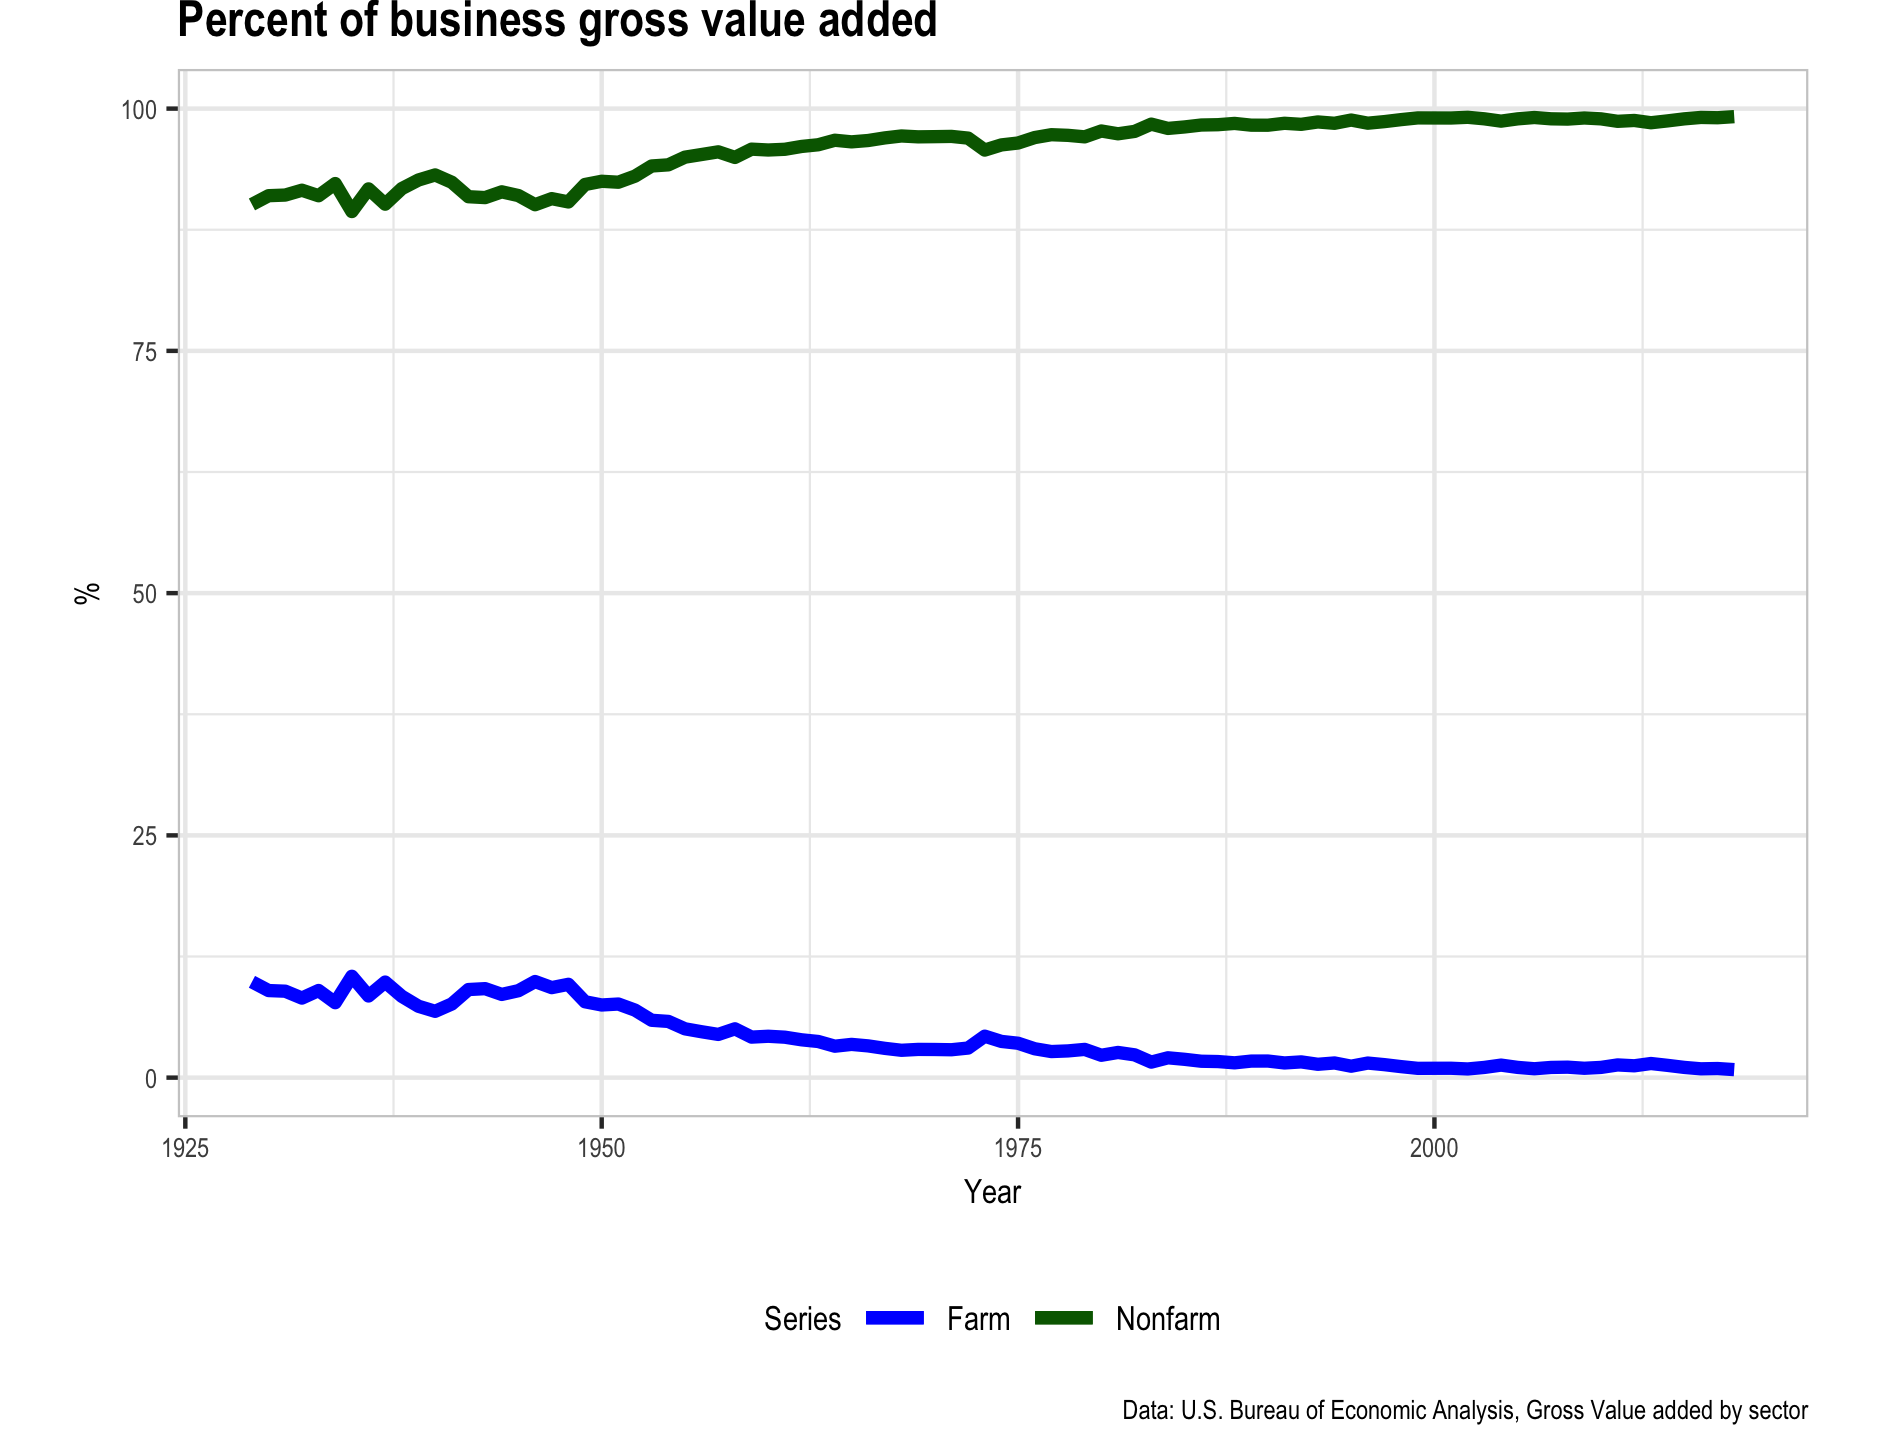 Percent of business gross value added
100
75
50
25
0
%
1925 1950 1975 2000
Year
Series Farm Nonfarm
Data: U.S. Bureau of Economic Analysis, Gross Value added by sector